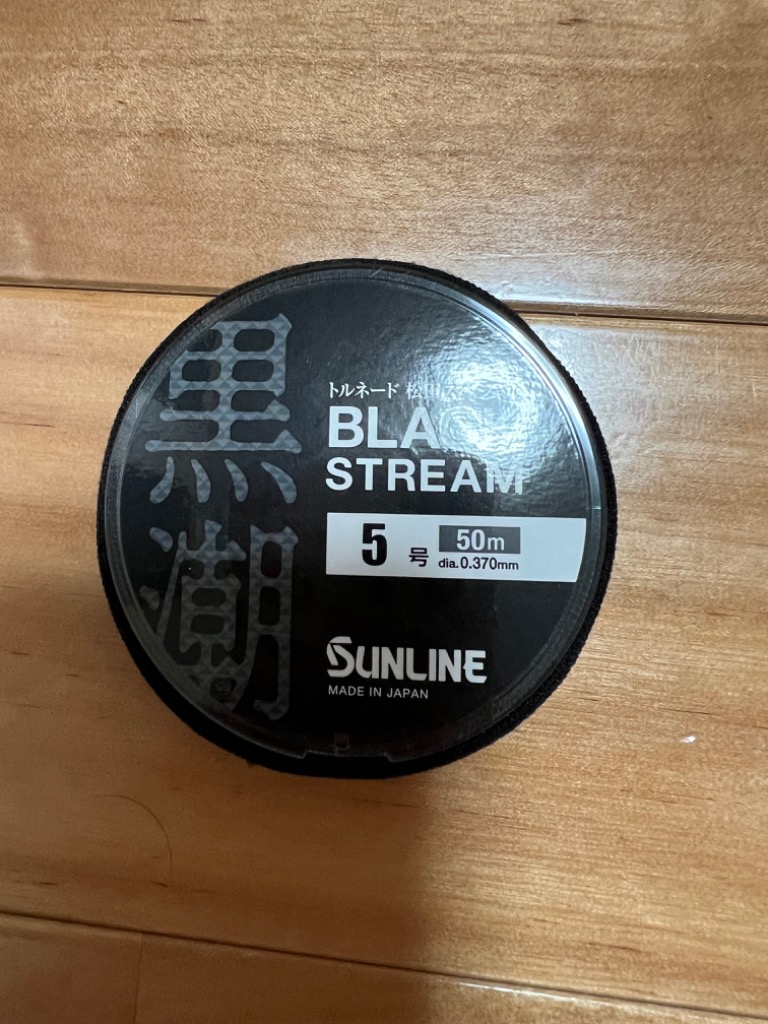 黒潮
トルネード 松田
BLACK
STREAM
5号 50m
dia.0.370mm
SUNLINE
MADE IN JAPAN